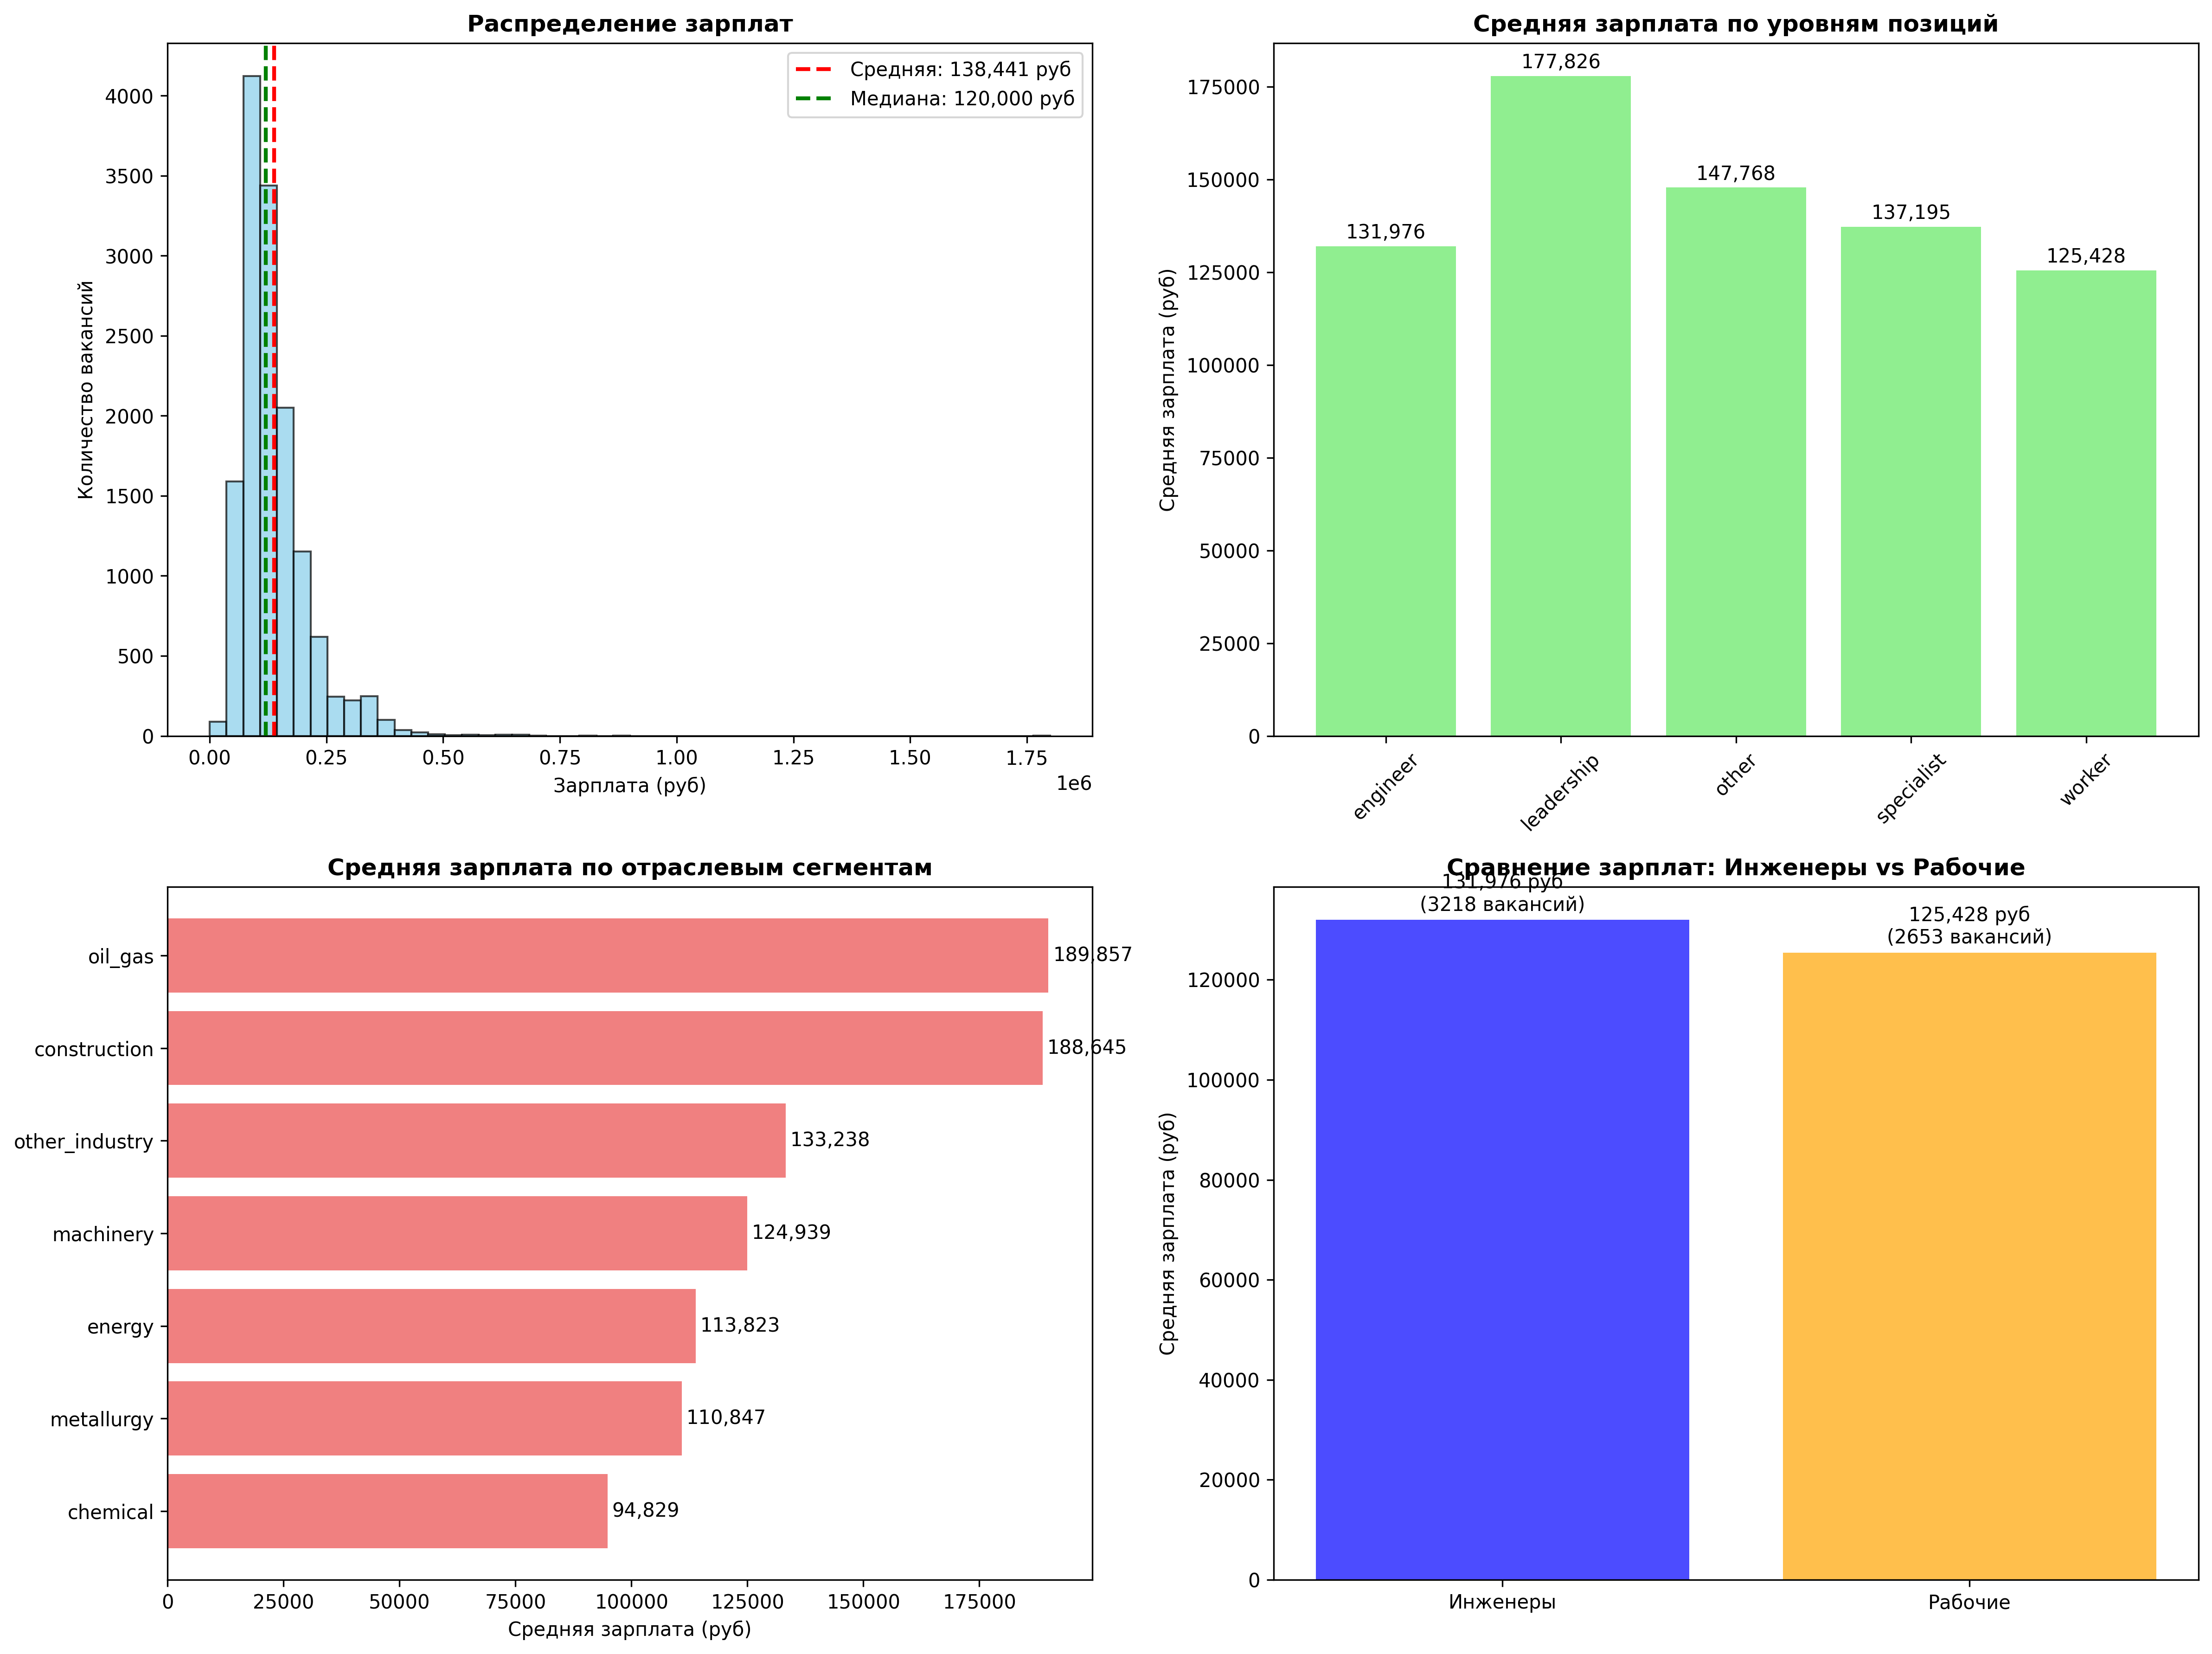 Распределение зарплат
Средняя: 138,441 руб
Медиана: 120,000 руб
Количество вакансий
4000
3500
3000
2500
2000
1500
1000
500
0
0.00 0.25 0.50 0.75 1.00 1.25 1.50 1.75
1e6
Зарплата (руб)
Средняя зарплата по уровням позиций
Средняя зарплата (руб)
175000
150000
125000
100000
75000
50000
25000
0
131,976
177,826
147,768
137,195
125,428
engineer
leadership
other
specialist
worker
Средняя зарплата по отраслевым сегментам
oil_gas 189,857
construction 188,645
other_industry 133,238
machinery 124,939
energy 113,823
metallurgy 110,847
chemical 94,829
0 25000 50000 75000 100000 125000 150000 175000
Средняя зарплата (руб)
Сравнение зарплат: Инженеры vs Рабочие
131,976 руб
(3218 вакансий)
125,428 руб
(2653 вакансий)
Средняя зарплата (руб)
120000
100000
80000
60000
40000
20000
0
Инженеры Рабочие